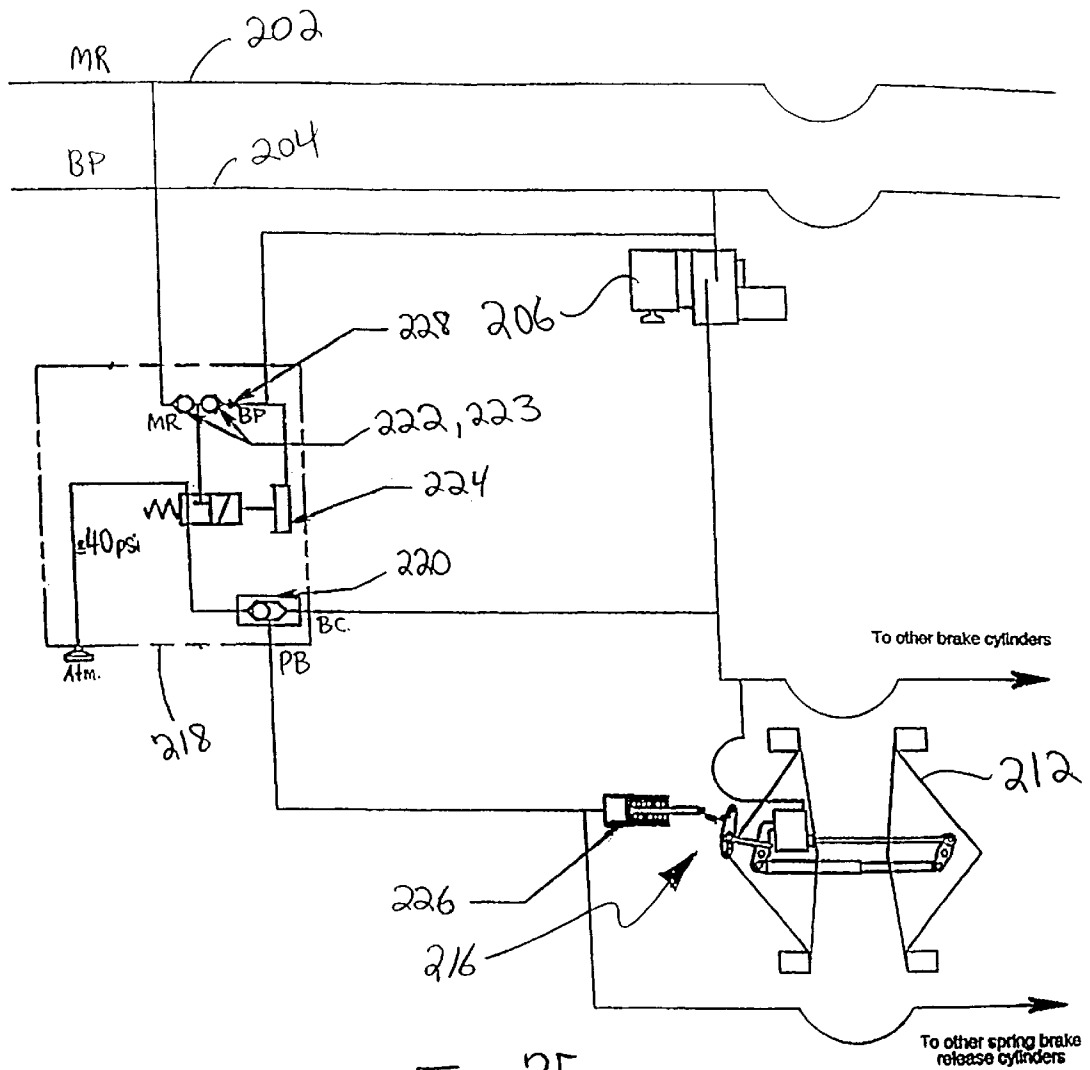 MR
202
BP
204
228
206
MR
BP
222, 223
224
≤40psi
220
BC.
PB
Atm.
218
To other brake cylinders
212
226
216
To other spring brake
release cylinders